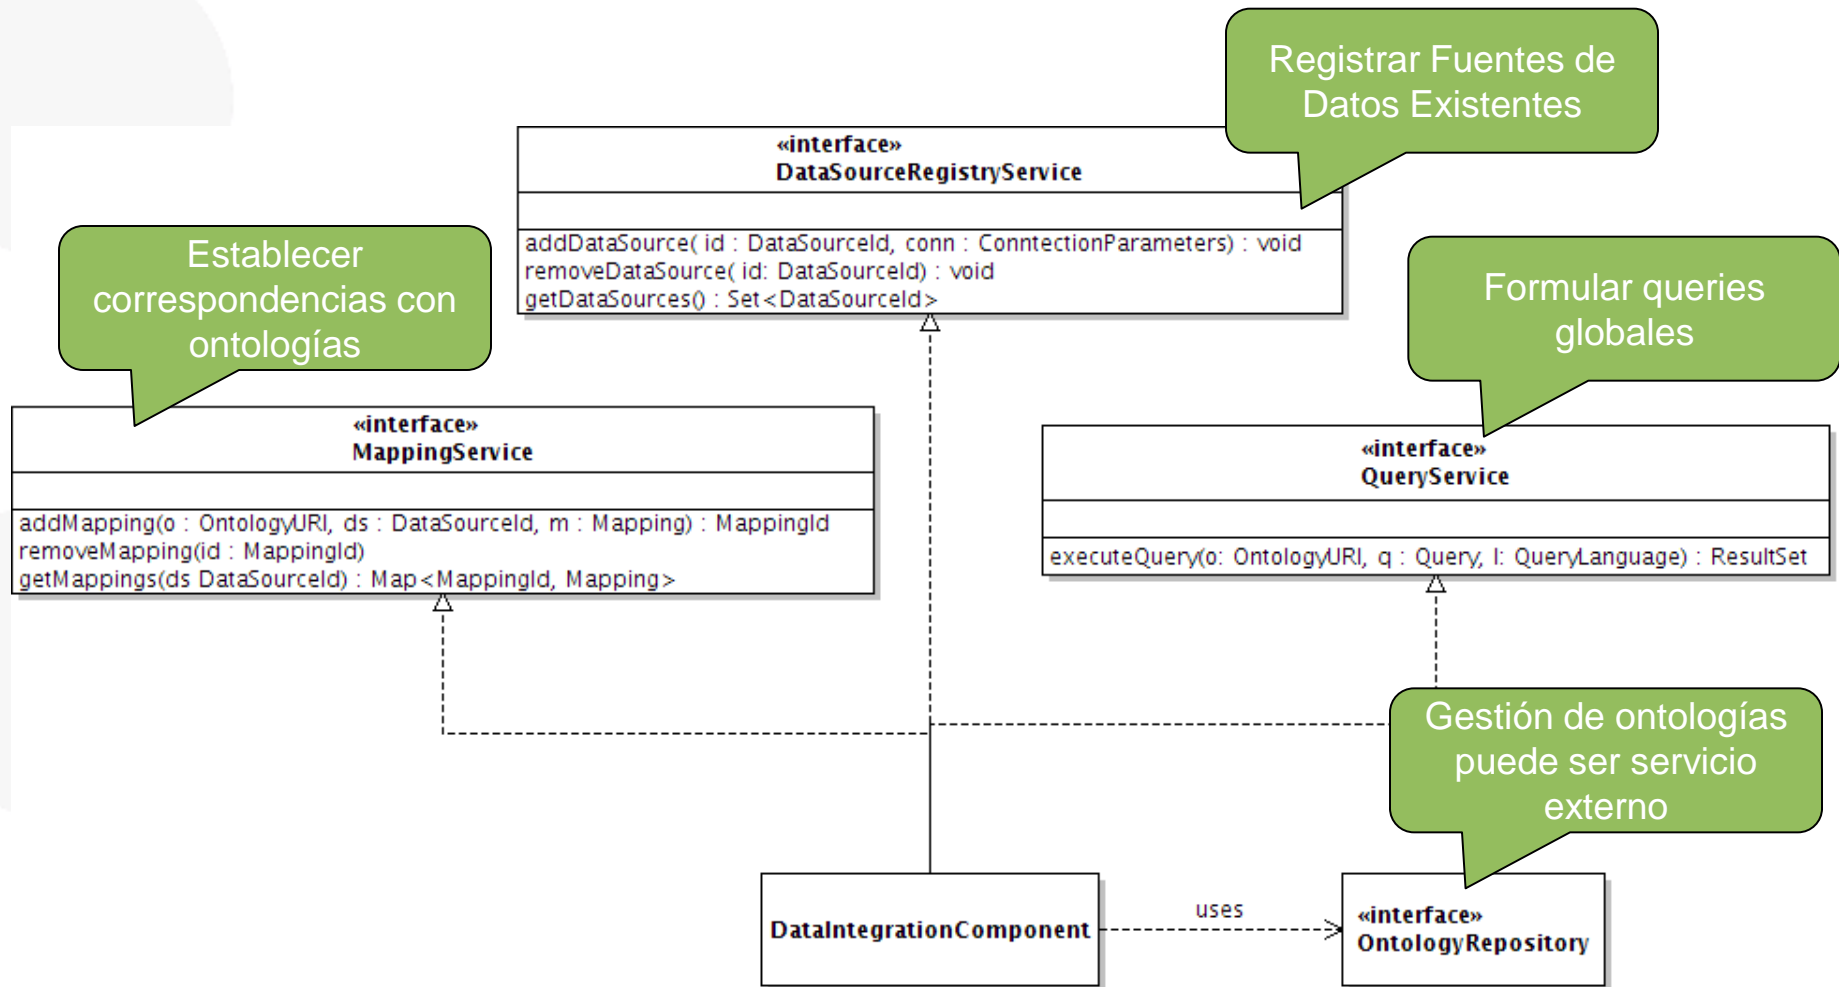 Registrar Fuentes de
Datos Existentes
«interface»
DataSourceRegistryService
addDataSource( id : DataSourceId, conn : ConntectionParameters) : void
removeDataSource( id: DataSourceId) : void
getDataSources() : Set<DataSourceId>
Establecer
correspondencias con
ontologías
Formular queries
globales
«interface»
MappingService
addMapping(o : OntologyURI, ds : DataSourceId, m : Mapping) : MappingId
removeMapping(id : MappingId)
getMappings(ds DataSourceId) : Map<MappingId, Mapping>
«interface»
QueryService
executeQuery(o: OntologyURI, q : Query, l: QueryLanguage) : ResultSet
Gestión de ontologías
puede ser servicio
externo
DataIntegrationComponent
uses
«interface»
OntologyRepository